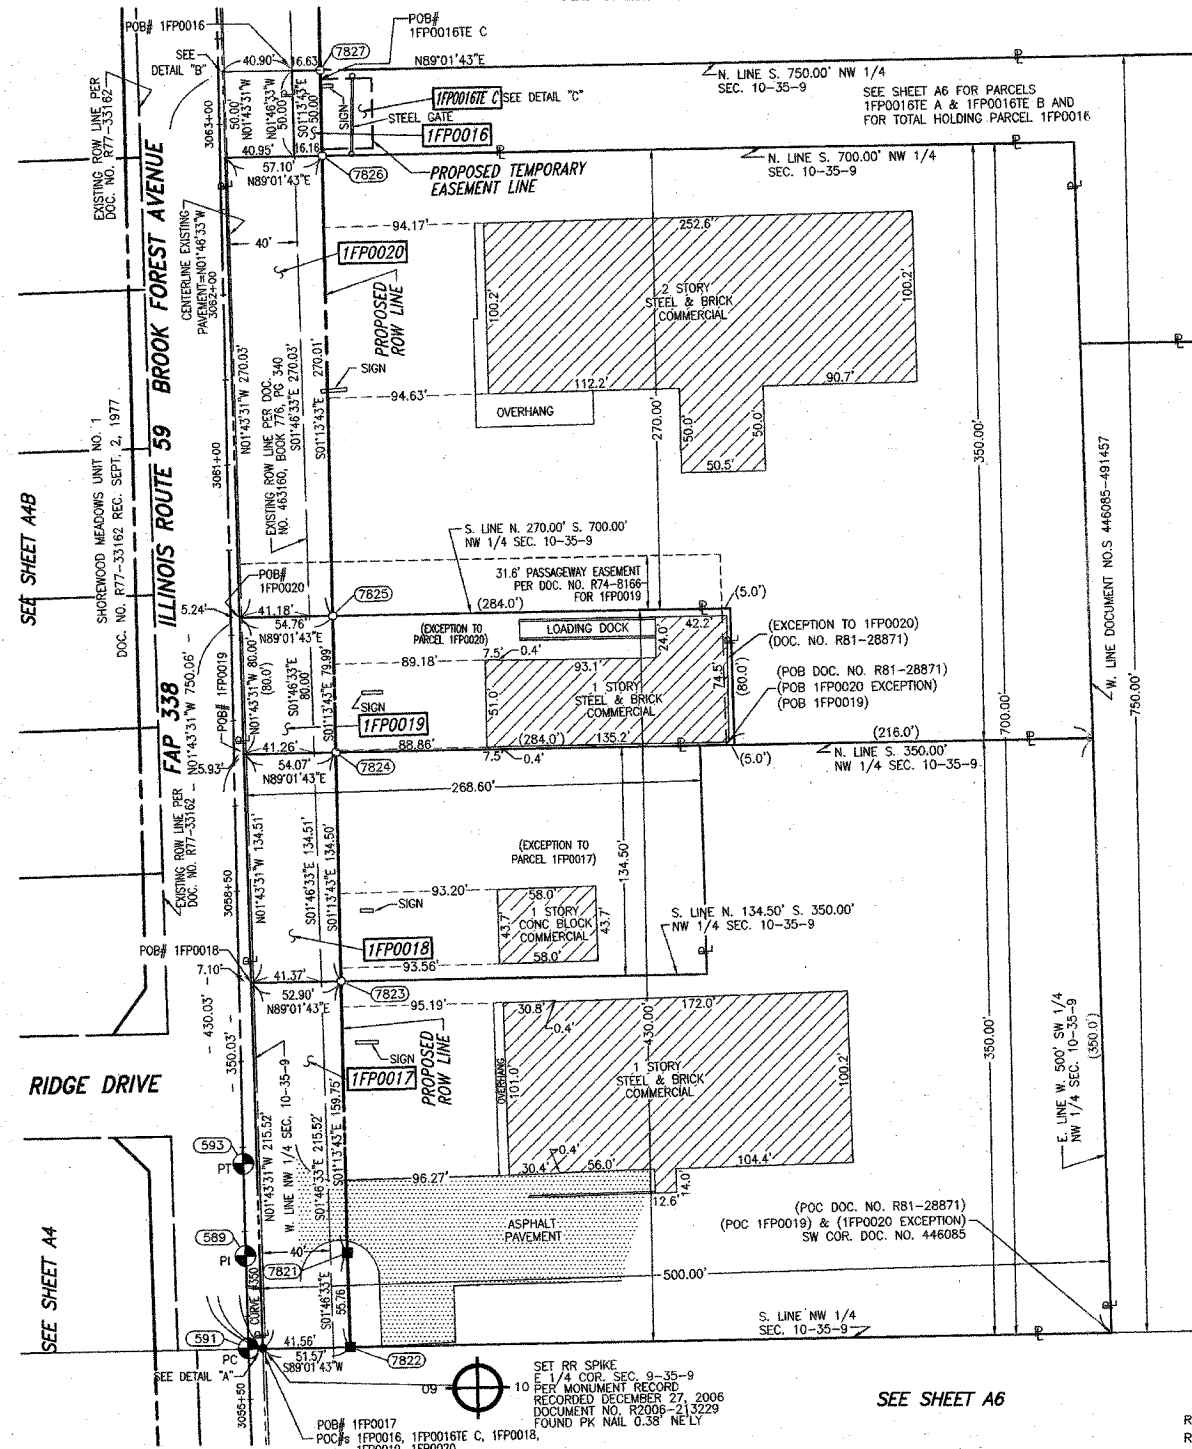 POB# 1FP0016
POB#
1FP0016TE C
SEE
DETAIL "B"
40.90'
16.63'
7827
N89°01'43"E
N. LINE S. 750.00' NW 1/4
SEC. 10-35-9
SEE SHEET A6 FOR PARCELS
1FP0016TE A & 1FP0016TE B AND
FOR TOTAL HOLDING PARCEL 1FP0016
EXISTING ROW LINE PER
DOC. NO. R77-33162
3063+00
50.00'
N01°43'31"W
N01°46'33"W
50.00'
S01°13'43"E
50.00'
SIGN
1FP0016TE C
SEE DETAIL "C"
STEEL GATE
1FP0016
40.95'
16.16'
57.10'
N89°01'43"E
7826
PROPOSED TEMPORARY
EASEMENT LINE
N. LINE S. 700.00' NW 1/4
SEC. 10-35-9
CENTERLINE EXISTING
PAVEMENT=N01°46'33"W
3062+00
40'
94.17'
252.6'
1FP0020
PROPOSED
ROW LINE
100.2'
2 STORY
STEEL & BRICK
COMMERCIAL
100.2'
SIGN
94.63'
112.2'
90.7'
OVERHANG
50.0'
50.0'
50.5'
270.00'
350.00'
N01°43'31"W 270.03'
S01°46'33"E 270.03'
S01°13'43"E 270.01'
EXISTING ROW LINE PER DOC.
NO. 463160, BOOK 776, PG 340
3061+00
SHOREWOOD MEADOWS UNIT NO. 1
DOC. NO. R77-33162 REC. SEPT. 2, 1977
FAP 338 ILLINOIS ROUTE 59 BROOK FOREST AVENUE
SEE SHEET A4B
W. LINE DOCUMENT NO.S 446085-491457
750.00'
700.00'
S. LINE N. 270.00' S. 700.00'
NW 1/4 SEC. 10-35-9
POB#
1FP0020
7825
31.6' PASSAGEWAY EASEMENT
PER DOC. NO. R74-8166
FOR 1FP0019
(5.0')
5.24'
41.18'
54.76'
N89°01'43"E
(284.0')
(EXCEPTION TO
PARCEL 1FP0020)
LOADING DOCK
42.2'
24.0'
(EXCEPTION TO 1FP0020)
(DOC. NO. R81-28871)
89.18'
7.5'
0.4'
93.1'
74.5'
(80.0')
(POB DOC. NO. R81-28871)
(POB 1FP0020 EXCEPTION)
(POB 1FP0019)
POB# 1FP0019
N01°43'31"W 80.00'
(80.0')
S01°46'33"E
80.00'
S01°13'43"E 79.99'
SIGN
1FP0019
51.0'
1 STORY
STEEL & BRICK
COMMERCIAL
5.93'
41.26'
54.07'
N89°01'43"E
88.86'
7824
(284.0')
135.2'
7.5'
0.4'
(5.0')
(216.0')
N. LINE S. 350.00'
NW 1/4 SEC. 10-35-9
N01°43'31"W 750.06'
EXISTING ROW LINE PER
DOC. NO. R77-33162
3058+50
268.60'
N01°43'31"W 134.51'
S01°46'33"E 134.51'
S01°13'43"E 134.50'
(EXCEPTION TO
PARCEL 1FP0017)
134.50'
93.20'
SIGN
58.0'
43.7'
1 STORY
CONC BLOCK
COMMERCIAL
43.7'
58.0'
S. LINE N. 134.50' S. 350.00'
NW 1/4 SEC. 10-35-9
POB# 1FP0018
1FP0018
93.56'
7.10'
41.37'
52.90'
N89°01'43"E
7823
430.03'
350.03'
95.19'
30.8'
0.4'
172.0'
430.00'
350.00'
SIGN
1FP0017
PROPOSED
ROW LINE
OVERHANG
101.0'
1 STORY
STEEL & BRICK
COMMERCIAL
100.2'
RIDGE DRIVE
E. LINE W. 500' SW 1/4
NW 1/4 SEC. 10-35-9
(350.0')
N01°43'31"W 215.52'
W. LINE NW 1/4 SEC. 10-35-9
S01°46'33"E 215.52'
S01°13'43"E 159.75'
593
PT
96.27'
30.4'
0.4'
56.0'
104.4'
14.0'
12.6'
589
PI
ASPHALT
PAVEMENT
(POC DOC. NO. R81-28871)
(POC 1FP0019) & (1FP0020 EXCEPTION)
SW COR. DOC. NO. 446085
SEE SHEET A4
40'
7821
500.00'
CURVE #350
S01°46'33"E
55.76
S. LINE NW 1/4
SEC. 10-35-9
591
PC
41.56'
51.57'
S89°01'43"W
7822
SEE DETAIL "A"
3055+50
09
10
SET RR SPIKE
E 1/4 COR. SEC. 9-35-9
PER MONUMENT RECORD
RECORDED DECEMBER 27, 2006
DOCUMENT NO. R2006-213229
FOUND PK NAIL 0.38' NE'LY
SEE SHEET A6
POB# 1FP0017
POC#s 1FP0016, 1FP0016TE C, 1FP0018,
1FP0019, 1FP0020
R
R